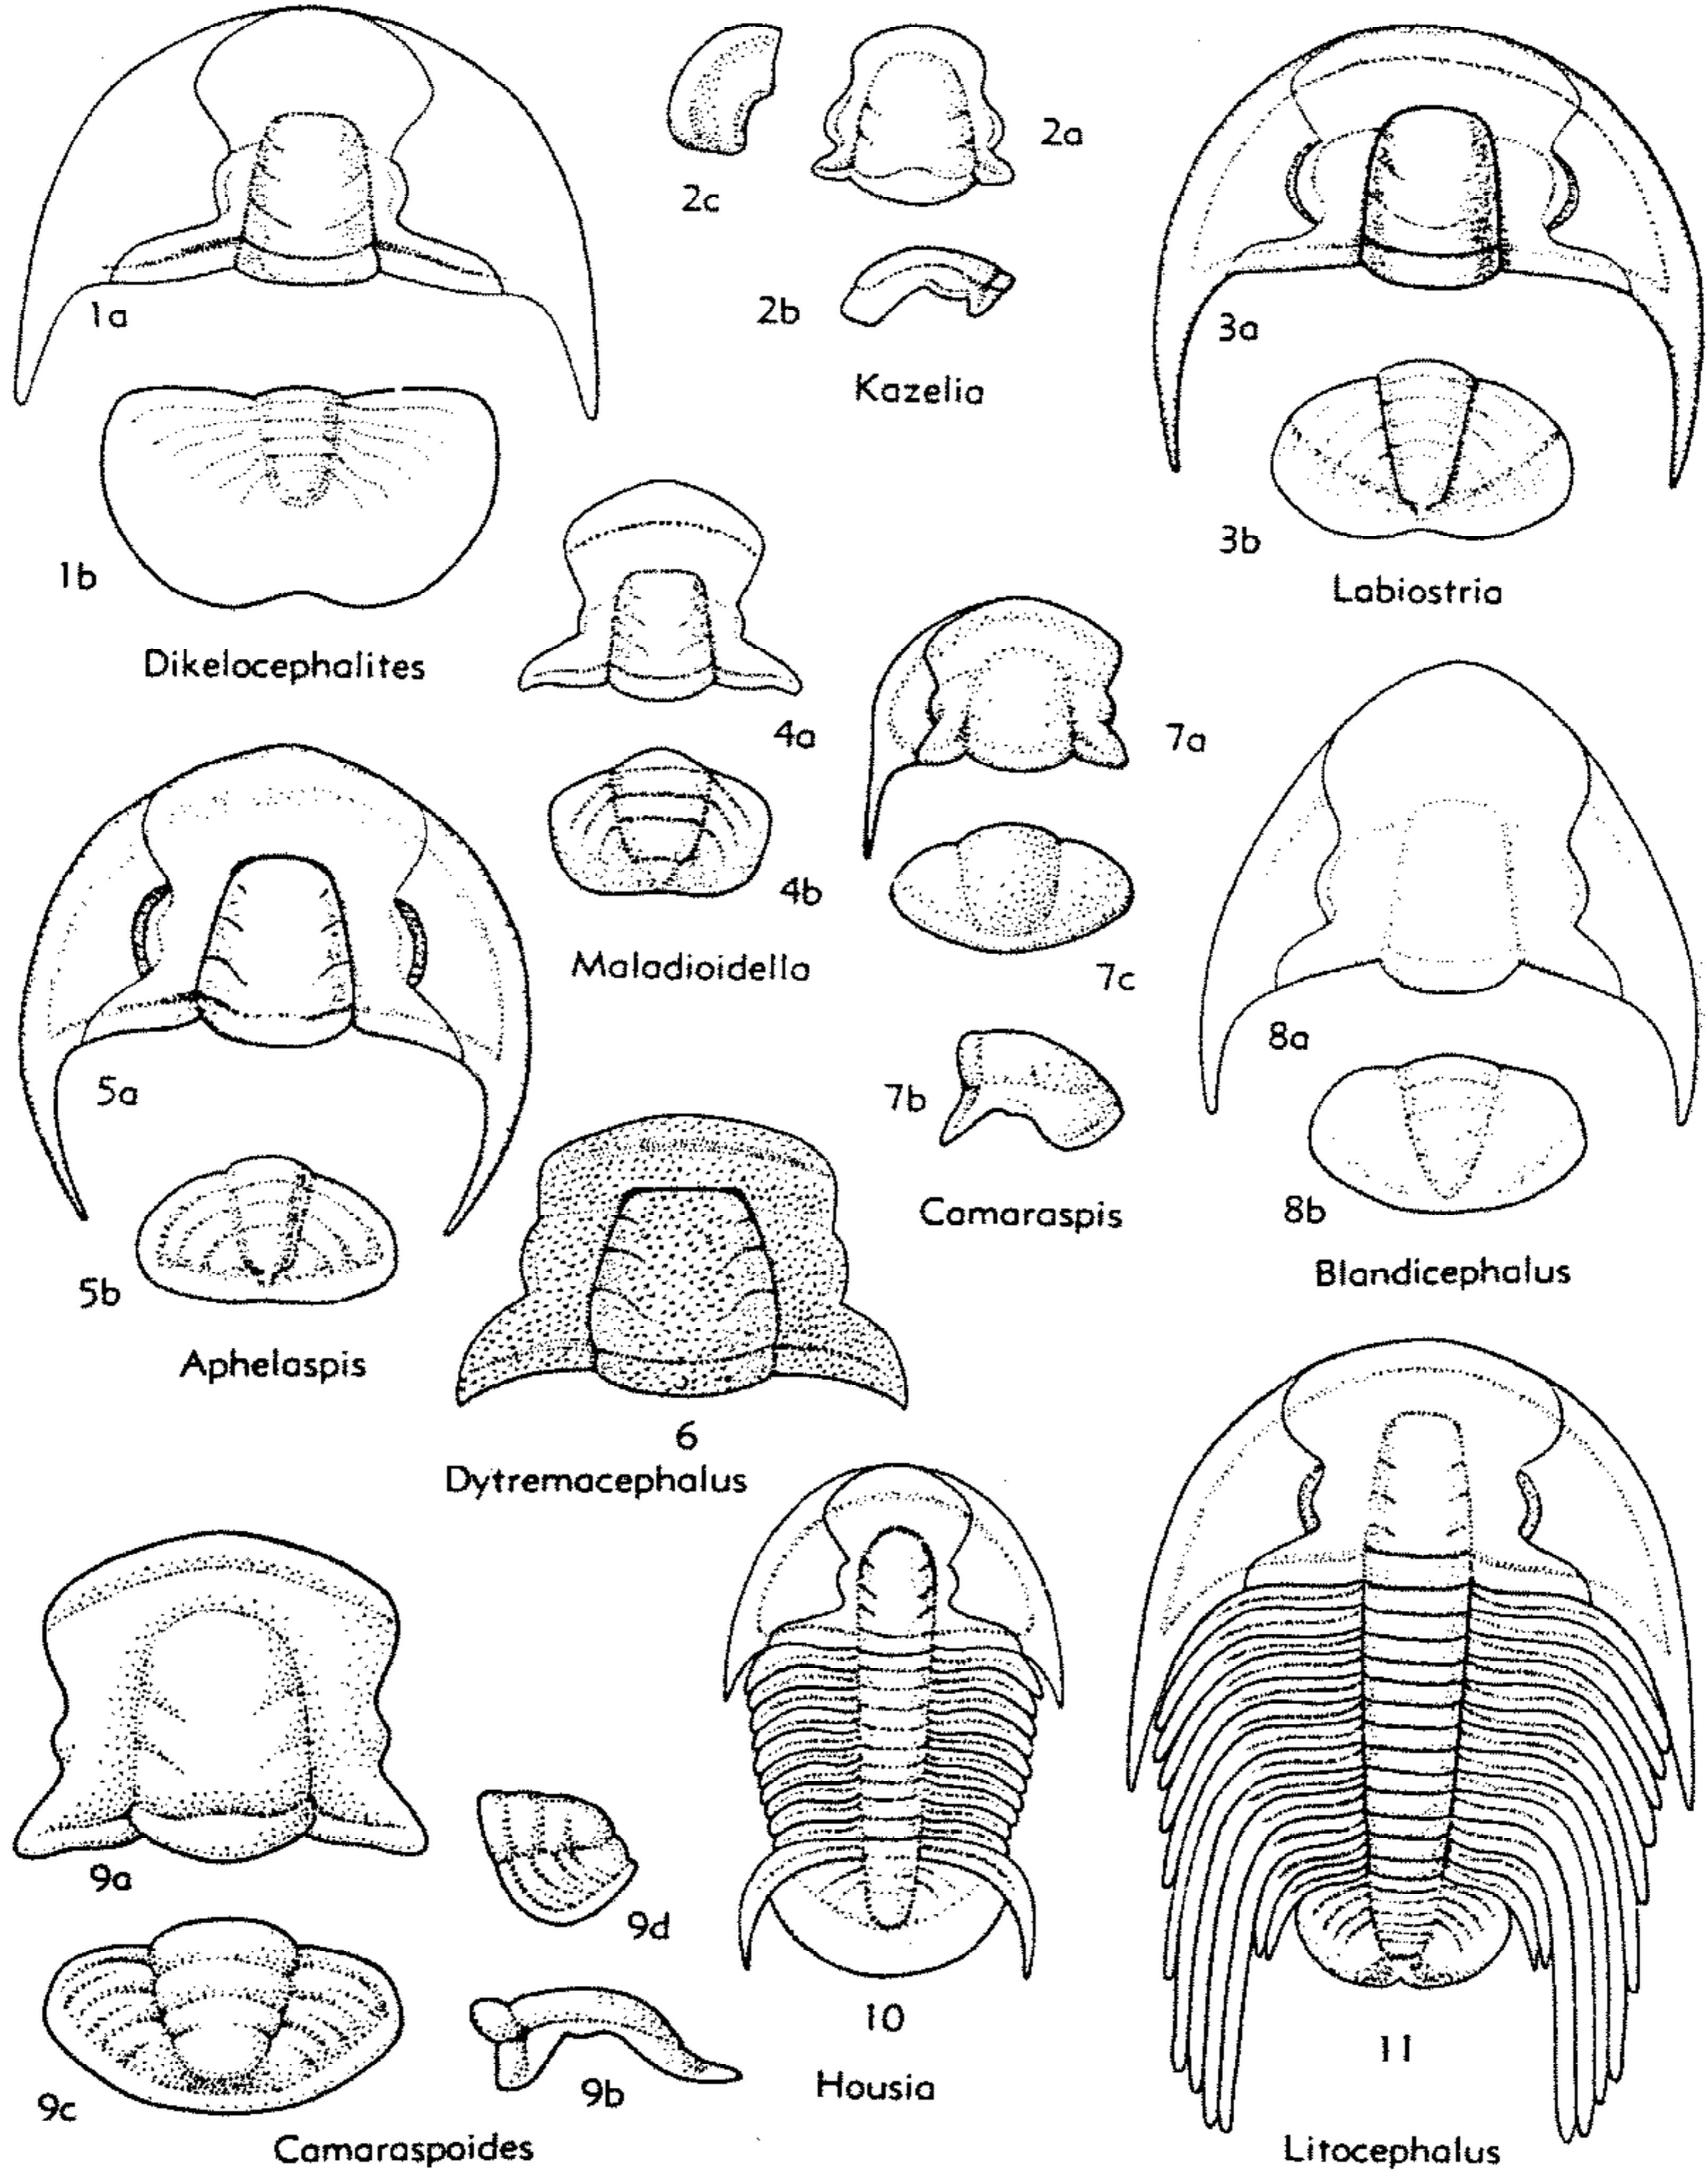 1a
1b
Dikelocephalites
2c
2a
2b
Kazelia
3a
3b
Labiostria
4a
4b
Maladioidella
5a
5b
Aphelaspis
6
Dytremacephalus
7a
7c
7b
Camaraspis
8a
8b
Blandicephalus
9a
9d
9c
9b
Camaraspoides
10
Housia
11
Litocephalus